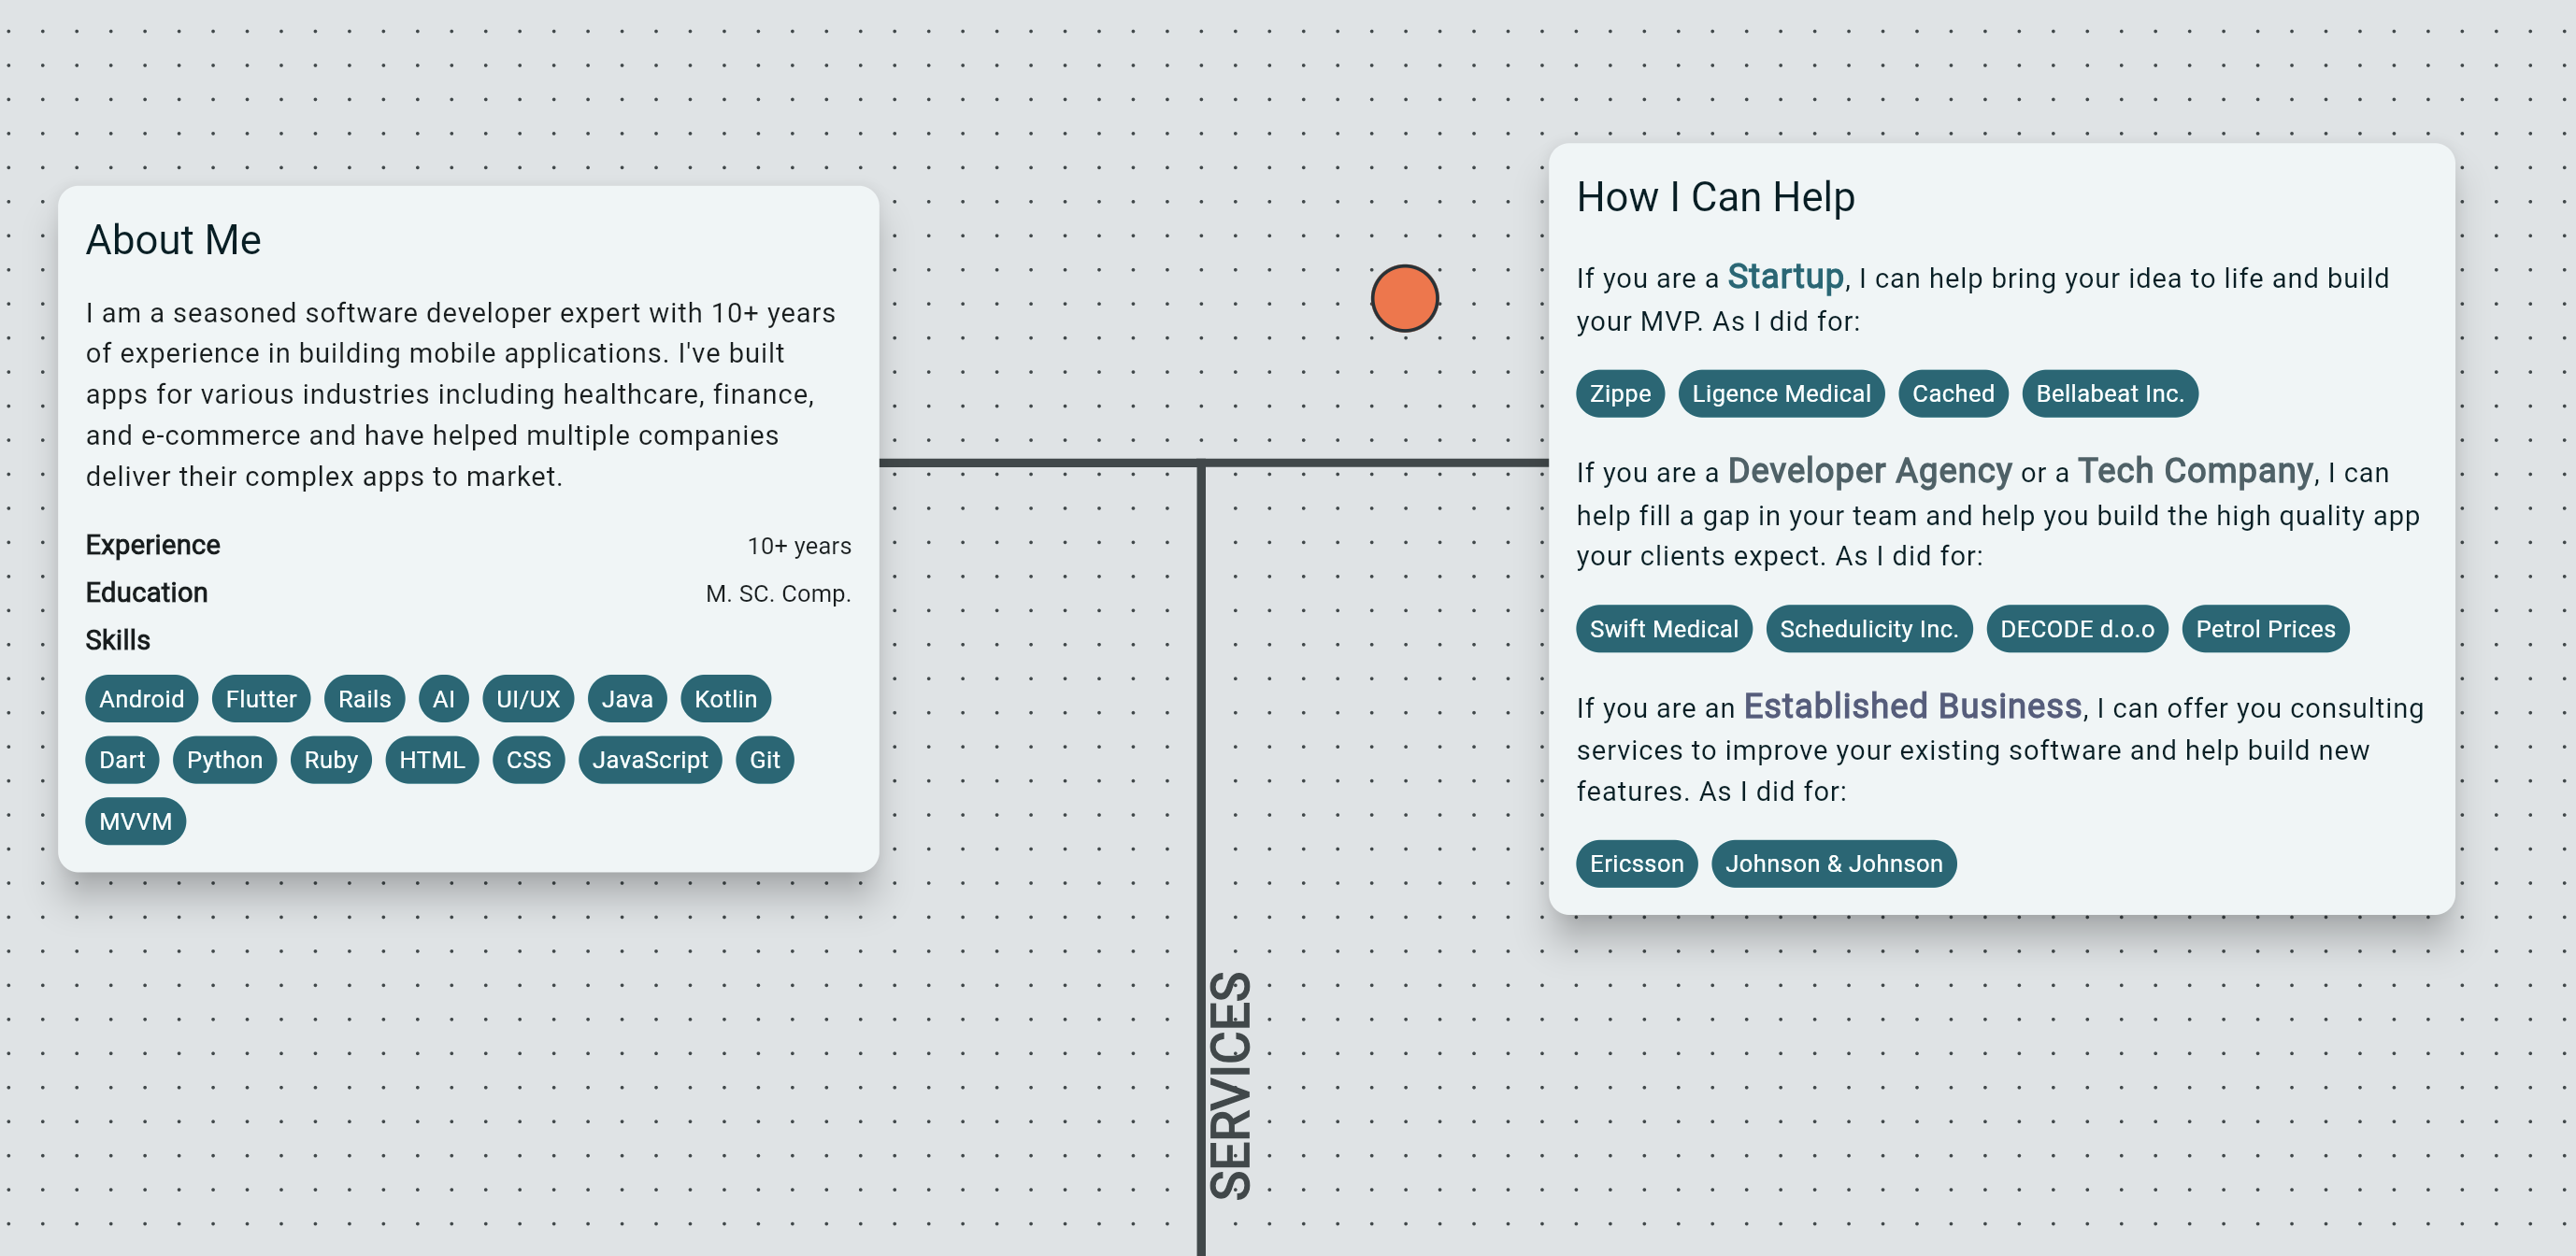 About Me
I am a seasoned software developer expert with 10+ years
of experience in building mobile applications. I've built
apps for various industries including healthcare, finance,
and e-commerce and have helped multiple companies
deliver their complex apps to market.
Experience 10+ years
Education M. SC. Comp.
Skills
Android Flutter Rails AI UI/UX Java Kotlin
Dart Python Ruby HTML CSS JavaScript Git
MVVM
How I Can Help
If you are a Startup, I can help bring your idea to life and build
your MVP. As I did for:
Zippe Ligence Medical Cached Bellabeat Inc.
If you are a Developer Agency or a Tech Company, I can
help fill a gap in your team and help you build the high quality app
your clients expect. As I did for:
Swift Medical Schedulicity Inc. DECODE d.o.o Petrol Prices
If you are an Established Business, I can offer you consulting
services to improve your existing software and help build new
features. As I did for:
Ericsson Johnson & Johnson
SERVICES